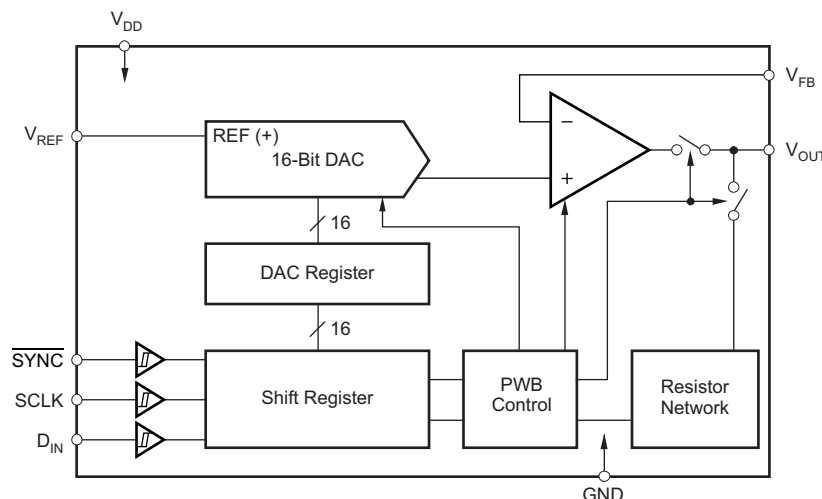 V_DD
V_FB
V_REF
REF (+)
16-Bit DAC
−
+
V_OUT
16
DAC Register
16
S̅Y̅N̅C̅
SCLK
D_IN
Shift Register
PWB
Control
Resistor
Network
GND